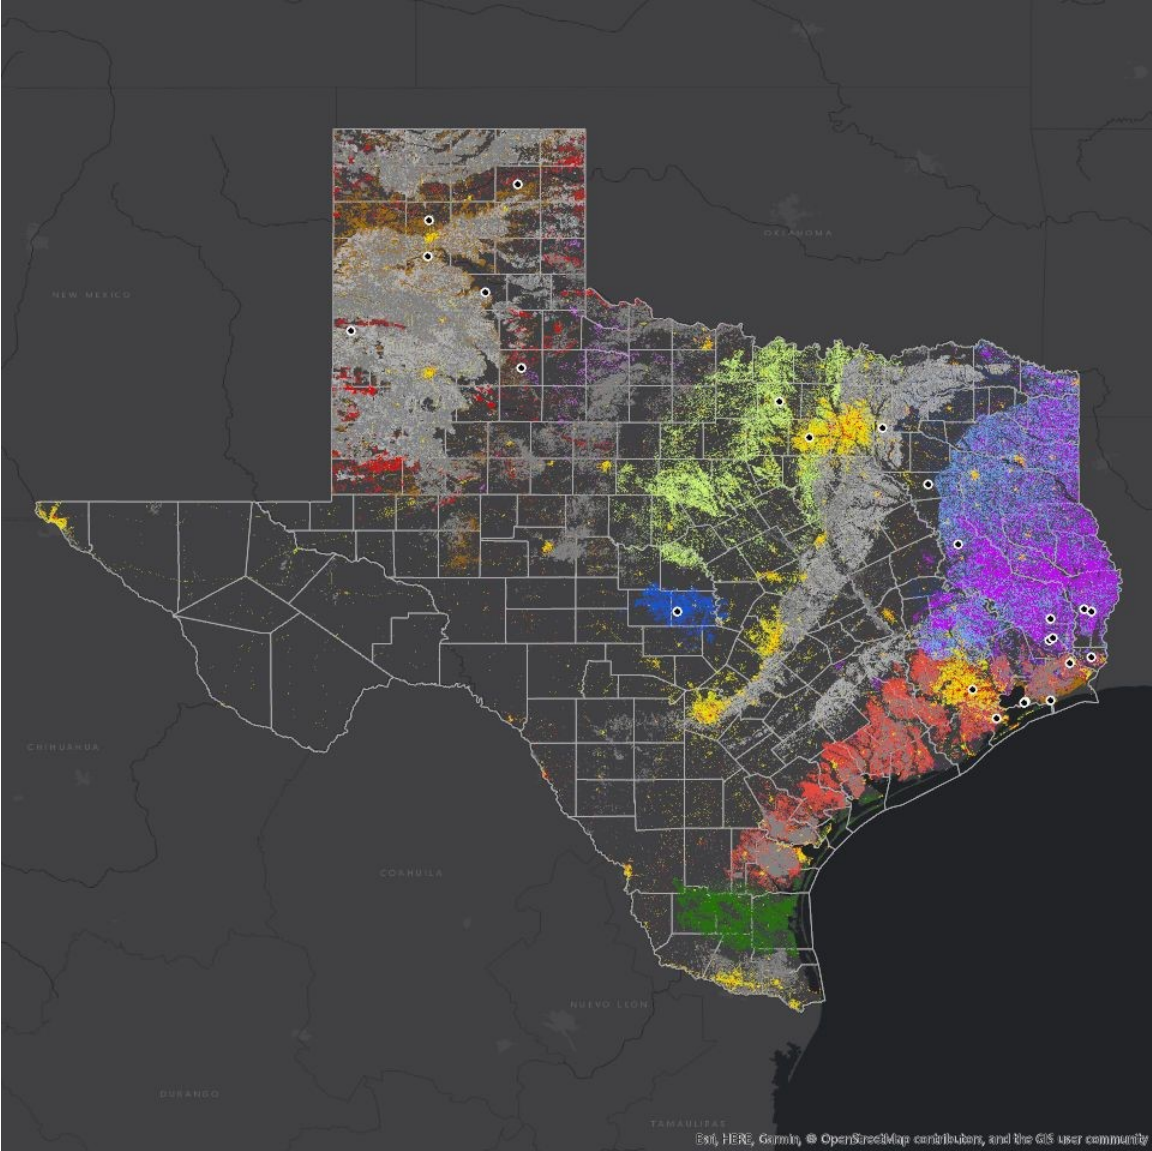 OKLAHOMA
NEW MEXICO
CHIHUAHUA
COAHUILA
NUEVO LEON
DURANGO
TAMAULIPAS
Esri, HERE, Garmin, © OpenStreetMap contributors, and the GIS user community